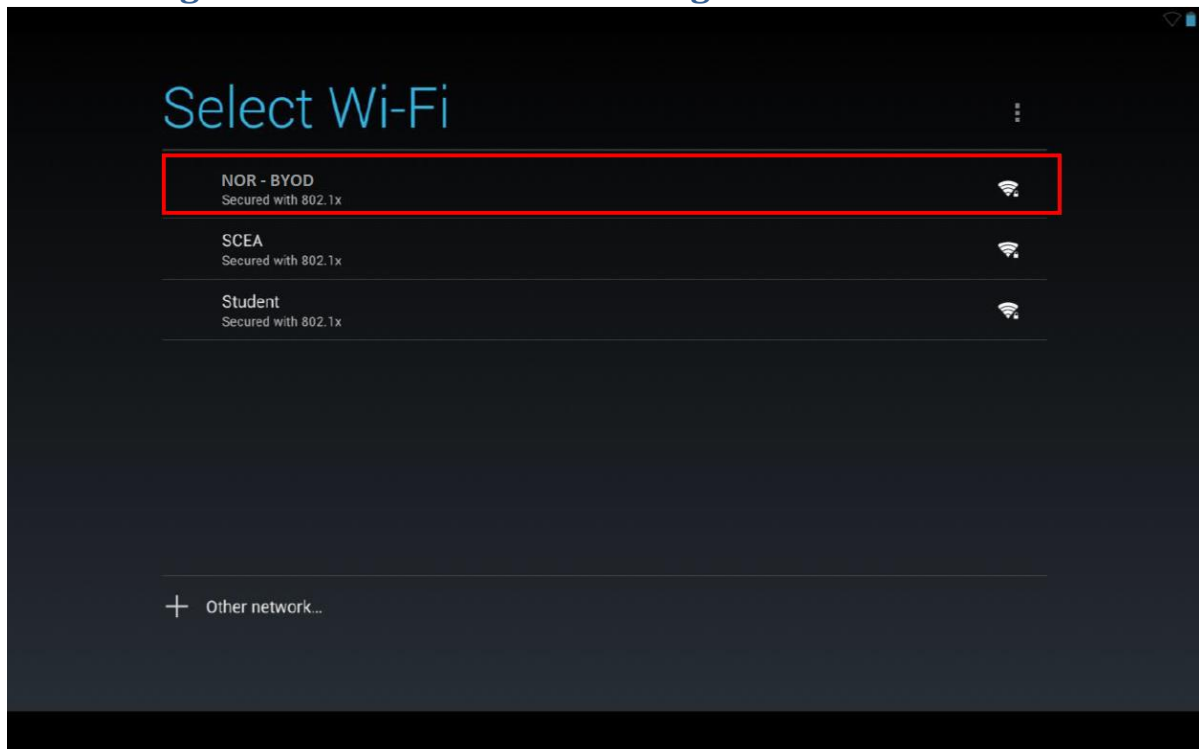 Select Wi-Fi
NOR - BYOD
Secured with 802.1x
SCEA
Secured with 802.1x
Student
Secured with 802.1x
Other network...